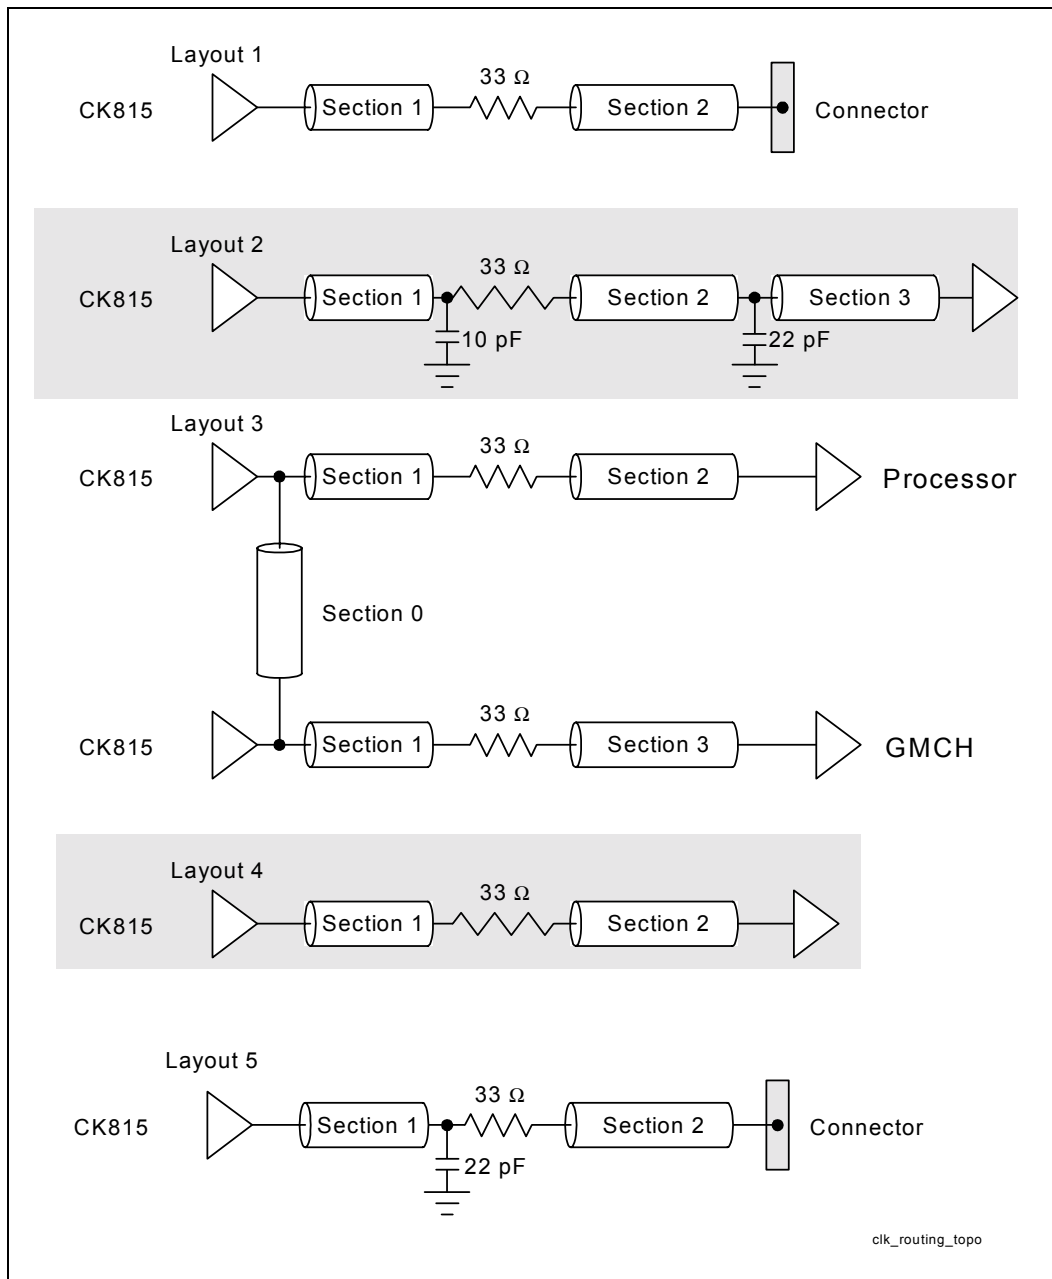 Layout 1
CK815
Section 1
33 Ω
Section 2
Connector
Layout 2
CK815
Section 1
33 Ω
Section 2
Section 3
10 pF
22 pF
Layout 3
CK815
Section 1
33 Ω
Section 2
Processor
Section 0
CK815
Section 1
33 Ω
Section 3
GMCH
Layout 4
CK815
Section 1
33 Ω
Section 2
Layout 5
CK815
Section 1
33 Ω
Section 2
Connector
22 pF
clk_routing_topo